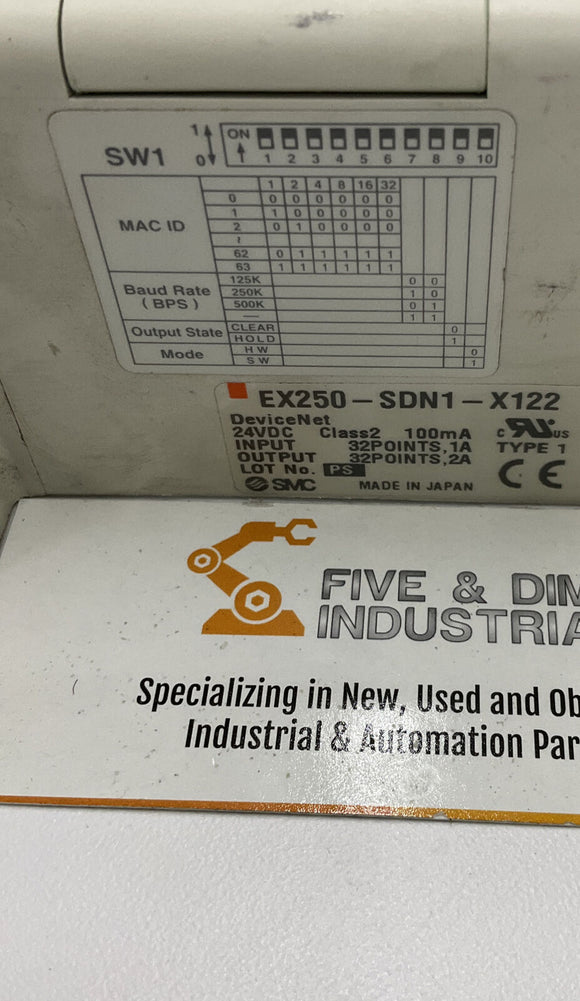 SW1 1 0 ON 1 2 3 4 5 6 7 8 9 10
1 2 4 8 16 32
MAC ID
0 0 0 0 0 0 0
1 1 0 0 0 0 0
2 0 1 0 0 0 0
≀
62 0 1 1 1 1 1
63 1 1 1 1 1 1
Baud Rate
(BPS)
125K 0 0
250K 1 0
500K 0 1
— 1 1
Output State
CLEAR 0
HOLD 1
Mode
HW 0
SW 1
EX250-SDN1-X122
DeviceNet
24VDC Class2 100mA
INPUT 32POINTS,1A
OUTPUT 32POINTS,2A
LOT No. PS
SMC MADE IN JAPAN
c RU us
TYPE 1
CE
FIVE & DIM
INDUSTRIA
Specializing in New, Used and Ob
Industrial & Automation Par